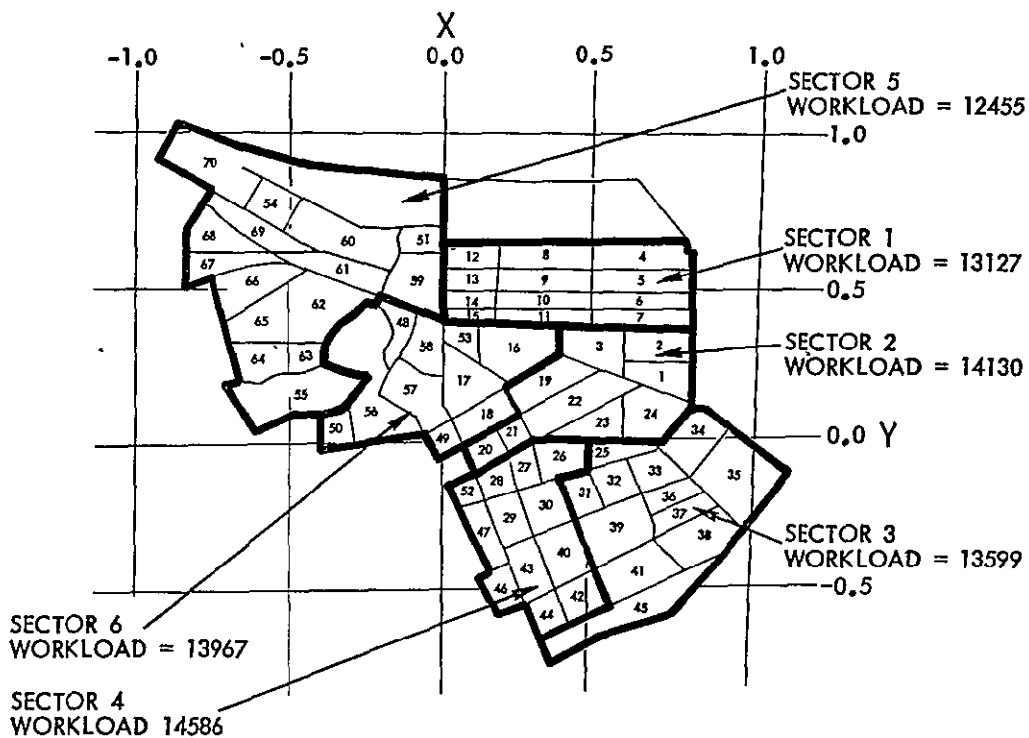 X
-1.0 -0.5 0.0 0.5 1.0
SECTOR 5
WORKLOAD = 12455
1.0
70
54
51
68 69 60
12 8 4
SECTOR 1
WORKLOAD = 13127
67 61 59
13 9 5
66
0.5
62
14 10 6
11 7
65 48
58 53 16 3 2
SECTOR 2
WORKLOAD = 14130
64 63
57 17 19 1
55
56 18 22 24
50 49 21 23 34
0.0 Y
20 26 25
52 28 27 33 35
31 32 36
47 29 30 37
39 38
SECTOR 3
WORKLOAD = 13599
40
43 41
46 42
-0.5
44 45
SECTOR 6
WORKLOAD = 13967
SECTOR 4
WORKLOAD 14586